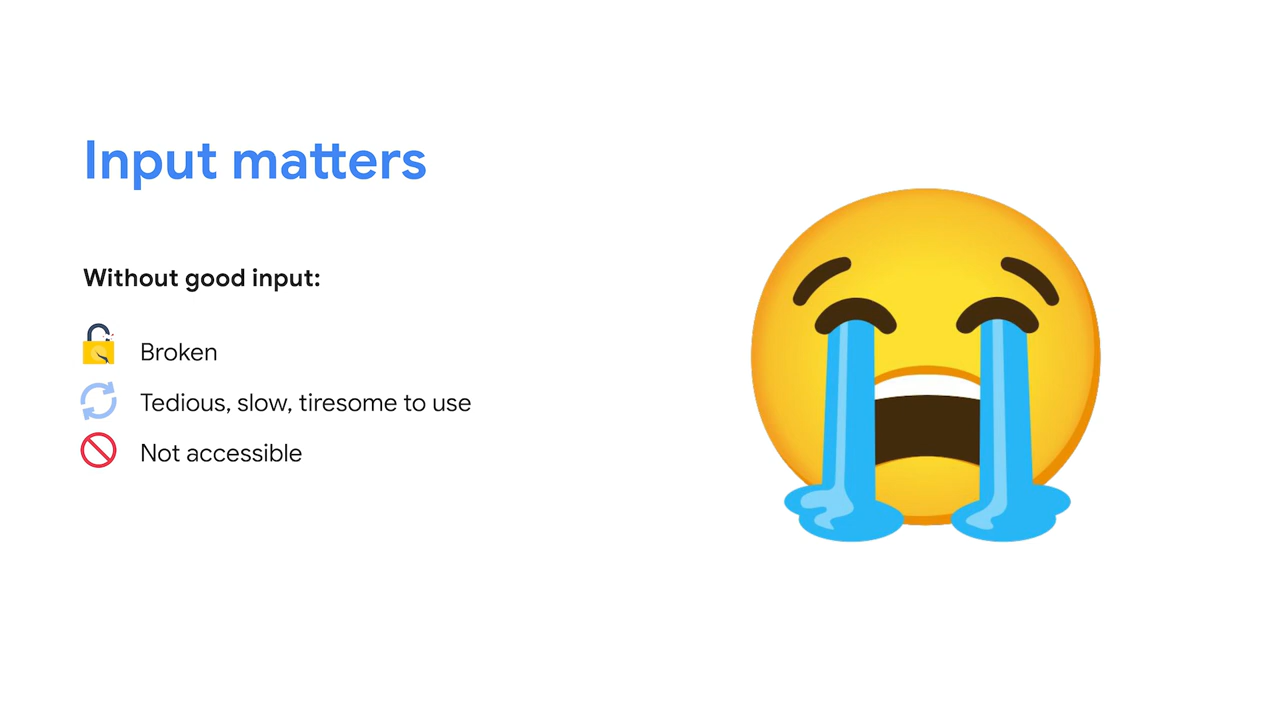 Input matters
Without good input:
Broken
Tedious, slow, tiresome to use
Not accessible